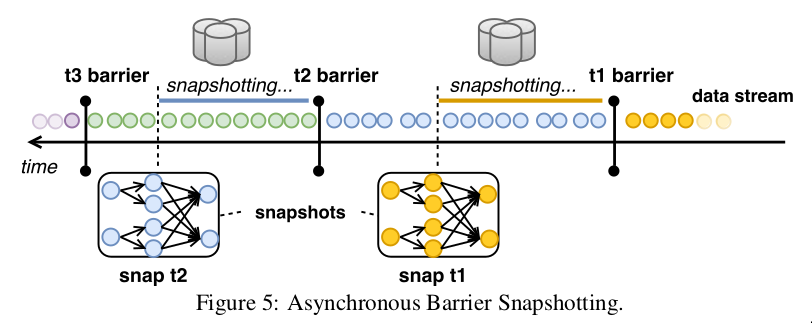 t3 barrier
snapshotting...
t2 barrier
snapshotting...
t1 barrier
data stream
time
snapshots
snap t2
snap t1
Figure 5: Asynchronous Barrier Snapshotting.